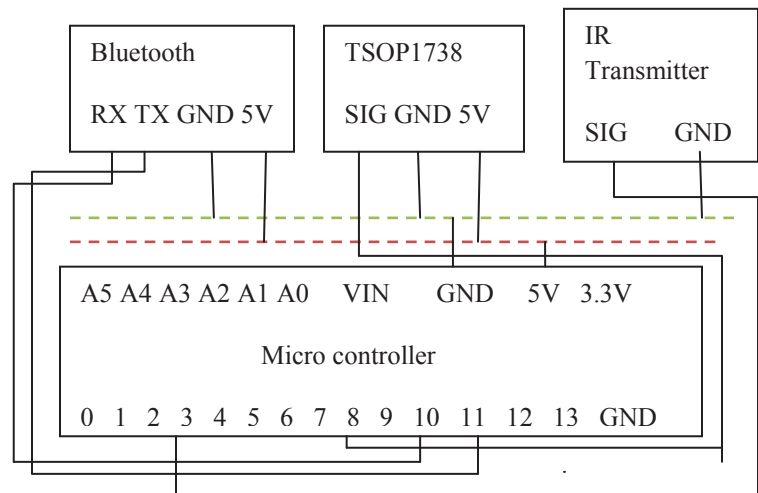 Bluetooth
RX TX GND 5V
TSOP1738
SIG GND 5V
IR
Transmitter
SIG GND
A5 A4 A3 A2 A1 A0 VIN GND 5V 3.3V
Micro controller
0 1 2 3 4 5 6 7 8 9 10 11 12 13 GND